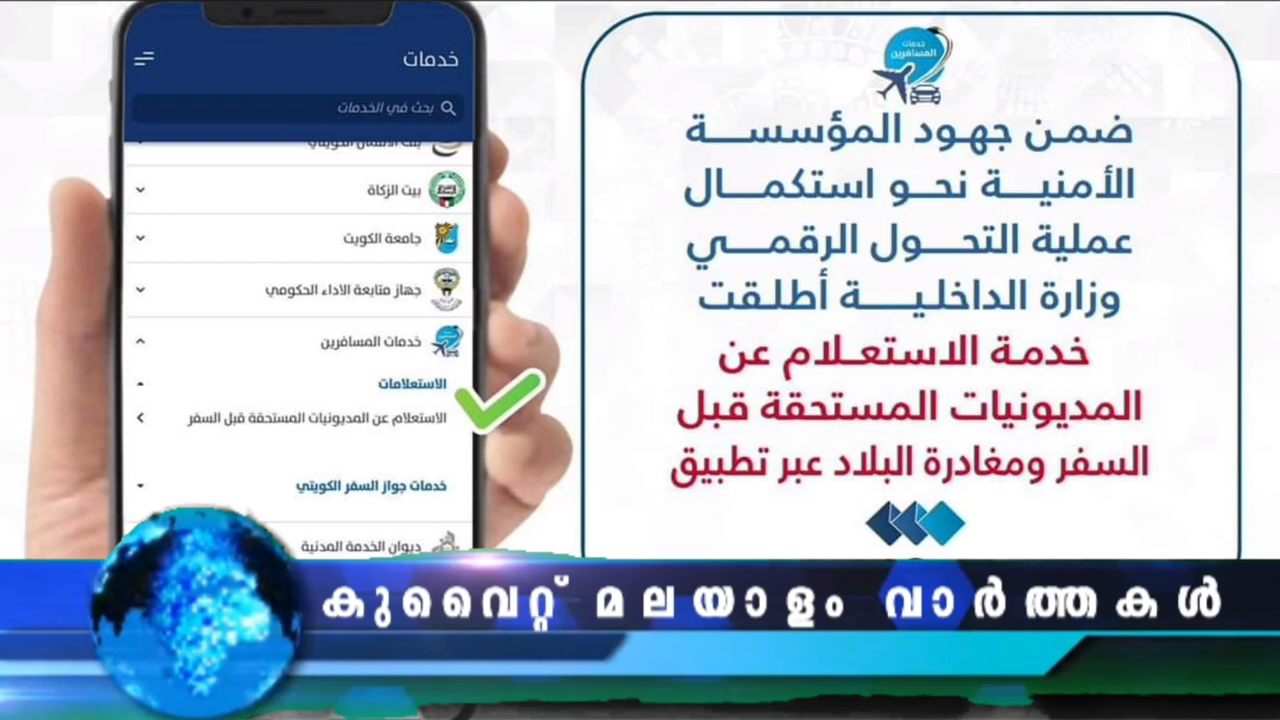 خدمات
بحث في الخدمات
بيت الزكاة
جامعة الكويت
جهاز متابعة الاداء الحكومي
خدمات المسافرين
الاستعلامات
الاستعلام عن المديونيات المستحقة قبل السفر
خدمات جواز السفر الكويتي
ديوان الخدمة المدنية
خدمات
المسافرين
ضمن جهود المؤسسة
الأمنية نحو استكمال
عملية التحول الرقمي
وزارة الداخلية أطلقت
خدمة الاستعلام عن
المديونيات المستحقة قبل
السفر ومغادرة البلاد عبر تطبيق
കുവൈറ്റ് മലയാളം വാർത്തകൾ